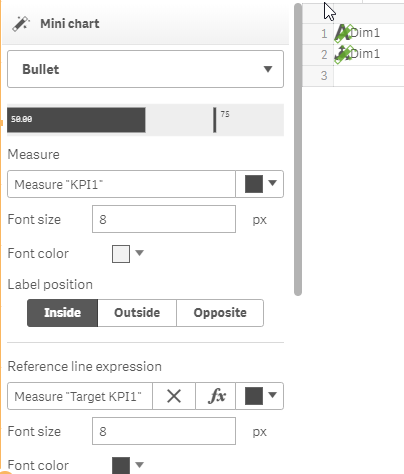 Mini chart
Bullet
50.00
75
Measure
Measure "KPI1"
Font size 8 px
Font color
Label position
Inside Outside Opposite
Reference line expression
Measure "Target KPI1" fx
Font size 8 px
Font color
1 Dim1
2 Dim1
3